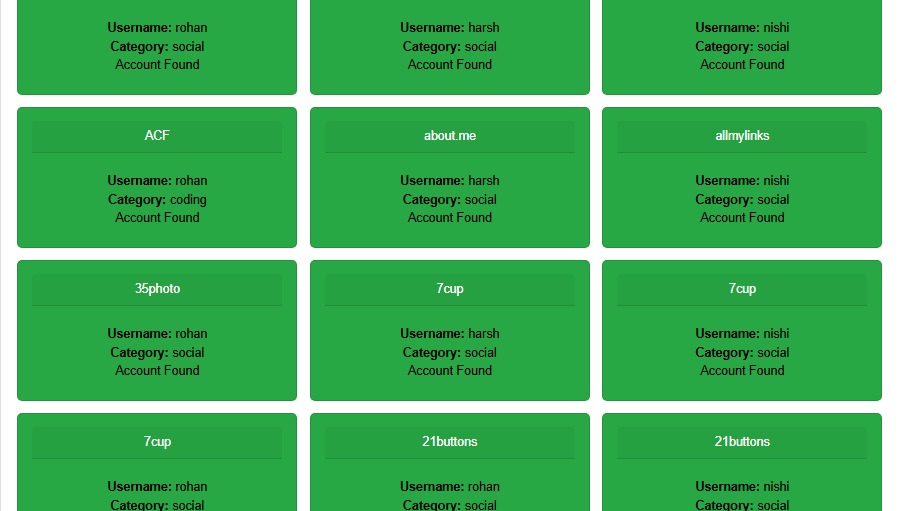 Username: rohan
Category: social
Account Found
Username: harsh
Category: social
Account Found
Username: nishi
Category: social
Account Found
ACF
Username: rohan
Category: coding
Account Found
about.me
Username: harsh
Category: social
Account Found
allmylinks
Username: nishi
Category: social
Account Found
35photo
Username: rohan
Category: social
Account Found
7cup
Username: harsh
Category: social
Account Found
7cup
Username: nishi
Category: social
Account Found
7cup
Username: rohan
Category: social
21buttons
Username: rohan
Category: social
21buttons
Username: nishi
Category: social